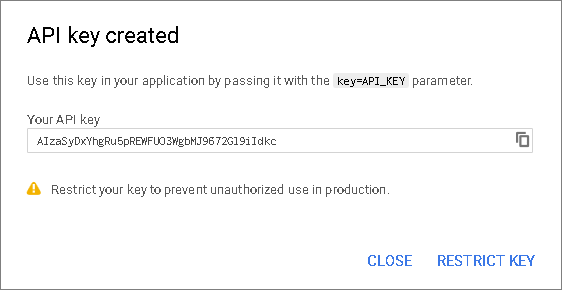 API key created
Use this key in your application by passing it with the key=API_KEY parameter.
Your API key
AIzaSyDxYhgRu5pREWFUO3WgbMJ9672Gl9iIdkc
Restrict your key to prevent unauthorized use in production.
CLOSE RESTRICT KEY